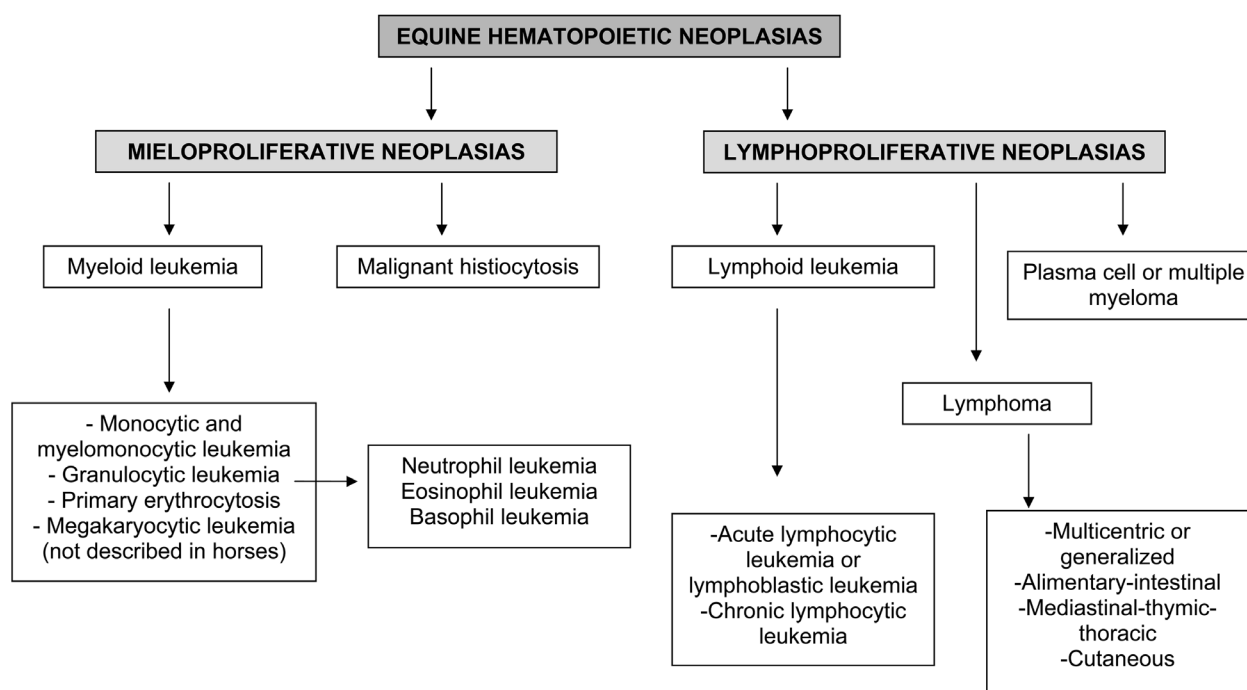 EQUINE HEMATOPOIETIC NEOPLASIAS
MIELOPROLIFERATIVE NEOPLASIAS
LYMPHOPROLIFERATIVE NEOPLASIAS
Myeloid leukemia
Malignant histiocytosis
Lymphoid leukemia
Plasma cell or multiple
myeloma
Lymphoma
- Monocytic and
myelomonocytic leukemia
- Granulocytic leukemia
- Primary erythrocytosis
- Megakaryocytic leukemia
(not described in horses)
Neutrophil leukemia
Eosinophil leukemia
Basophil leukemia
-Acute lymphocytic
leukemia or
lymphoblastic leukemia
-Chronic lymphocytic
leukemia
-Multicentric or
generalized
-Alimentary-intestinal
-Mediastinal-thymic-
thoracic
-Cutaneous